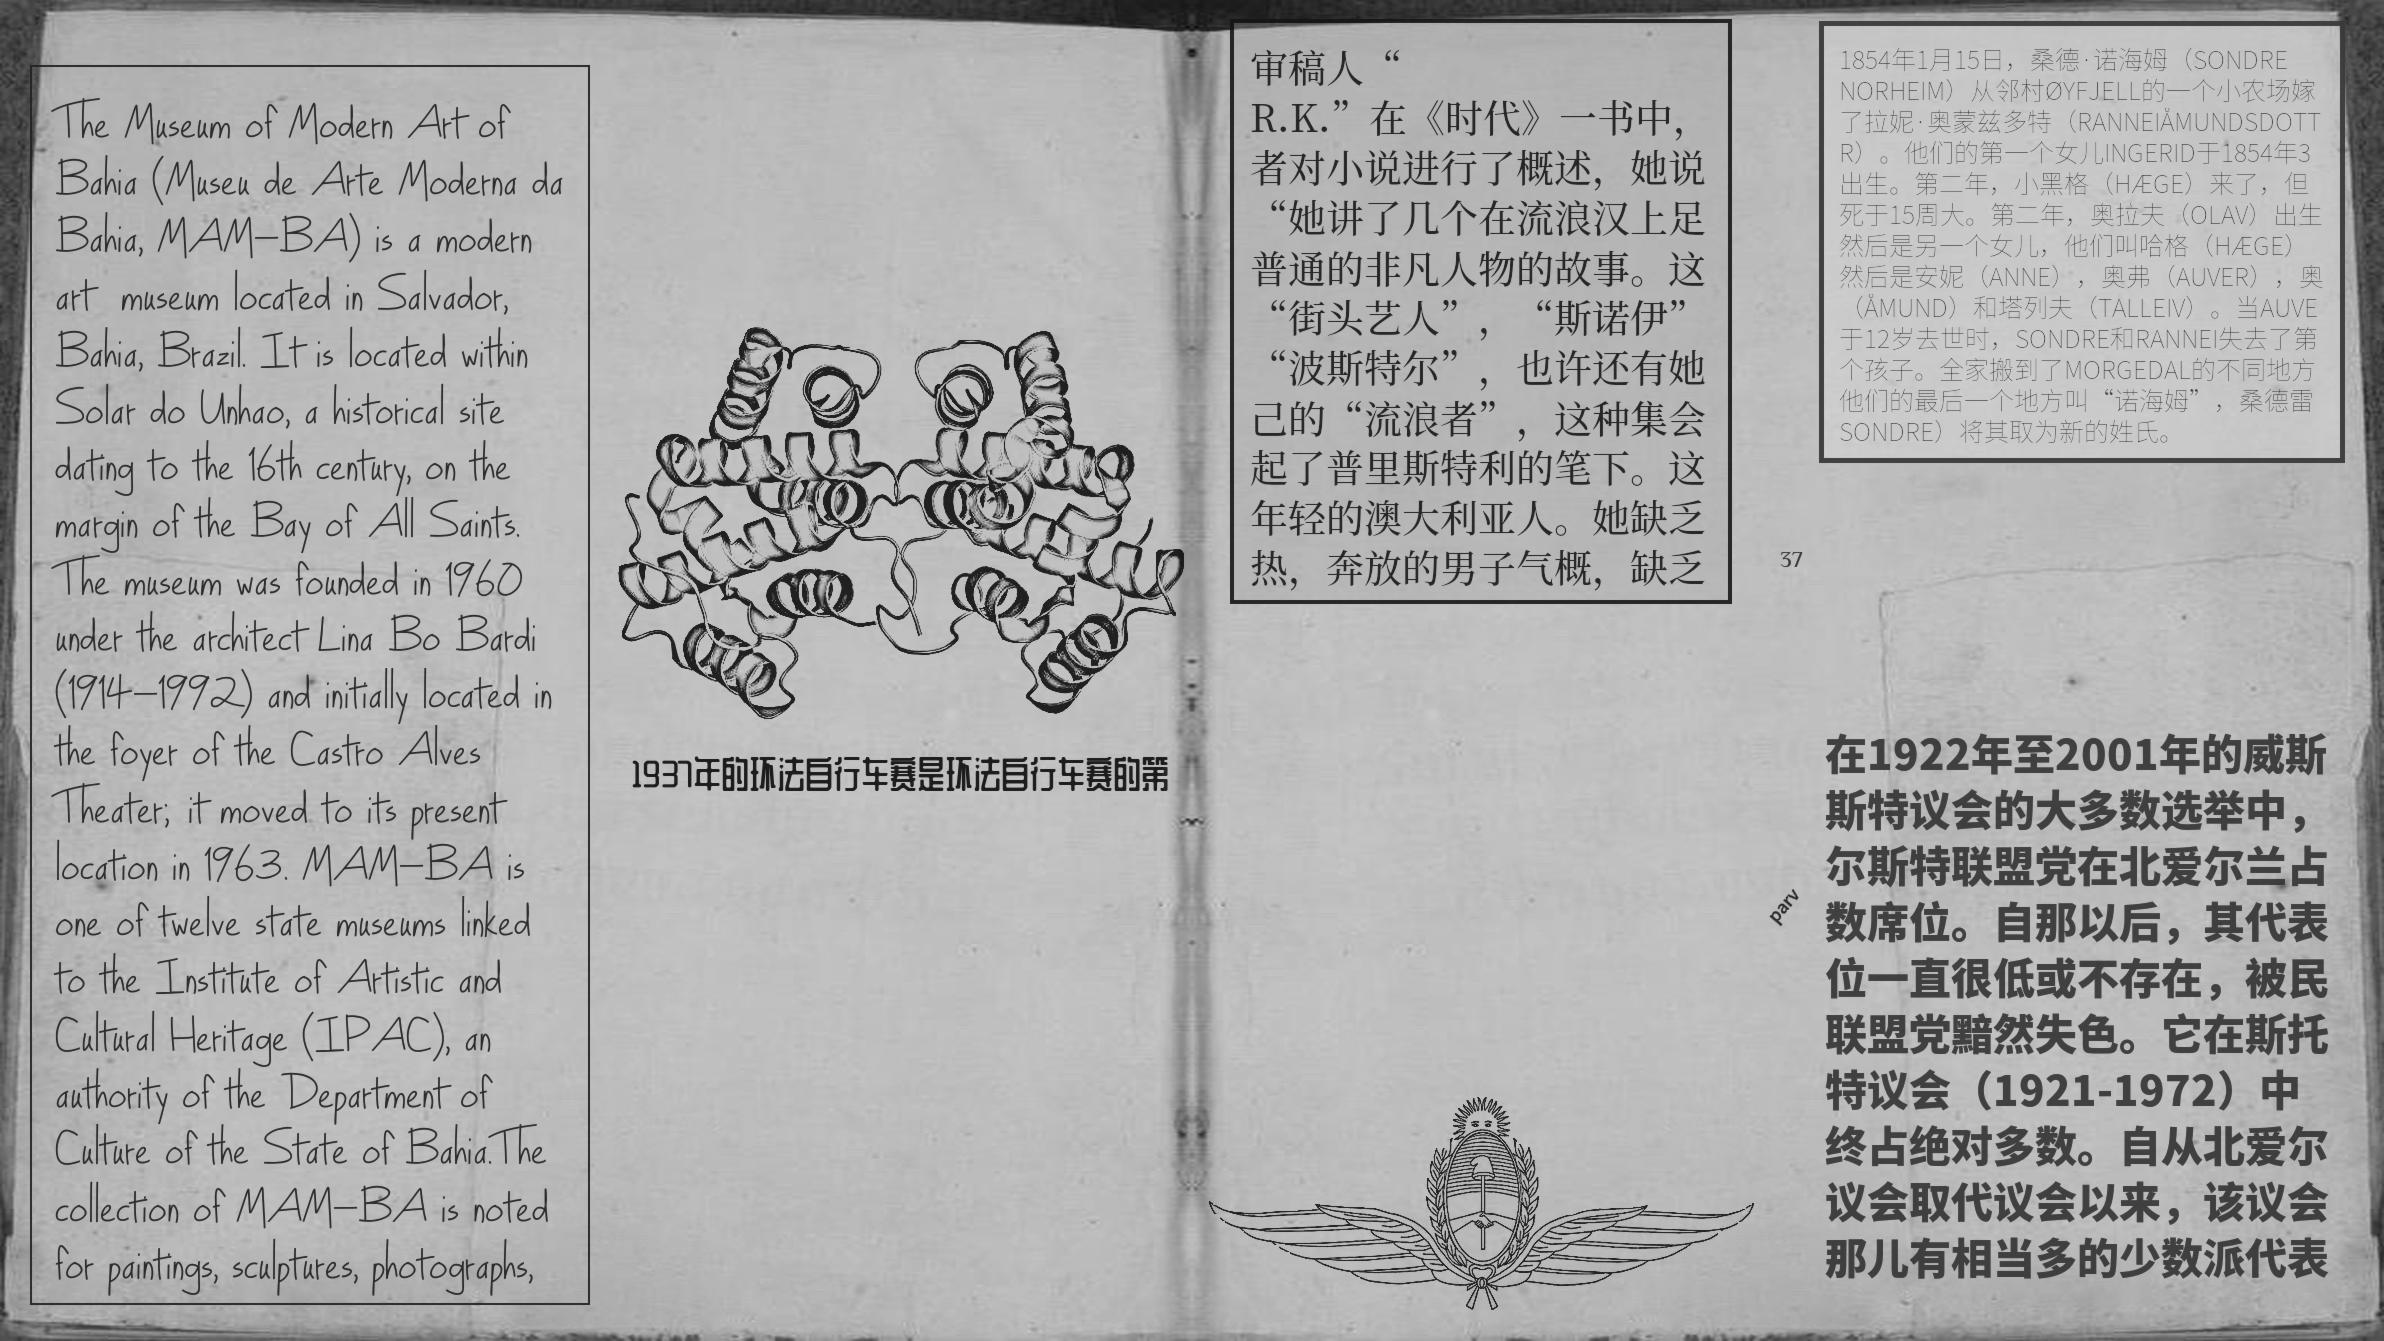 The Museum of Modern Art of
Bahia (Museu de Arte Moderna da
Bahia, MAM-BA) is a modern
art museum located in Salvador,
Bahia, Brazil. It is located within
Solar do Unhao, a historical site
dating to the 16th century, on the
margin of the Bay of All Saints.
The museum was founded in 1960
under the architect Lina Bo Bardi
(1914-1992) and initially located in
the foyer of the Castro Alves
Theater; it moved to its present
location in 1963. MAM-BA is
one of twelve state museums linked
to the Institute of Artistic and
Cultural Heritage (IPAC), an
authority of the Department of
Culture of the State of Bahia.The
collection of MAM-BA is noted
for paintings, sculptures, photographs,
1937年的环法自行车赛是环法自行车赛的第
审稿人“
R.K.”在《时代》一书中，
者对小说进行了概述，她说
“她讲了几个在流浪汉上足
普通的非凡人物的故事。这
“街头艺人”，“斯诺伊”
“波斯特尔”，也许还有她
己的“流浪者”，这种集会
起了普里斯特利的笔下。这
年轻的澳大利亚人。她缺乏
热，奔放的男子气概，缺乏
37
parv
1854年1月15日，桑德·诺海姆（SONDRE
NORHEIM）从邻村ØYFJELL的一个小农场嫁
了拉妮·奥蒙兹多特（RANNEIÅMUNDSDOTT
R）。他们的第一个女儿INGERID于1854年3
出生。第二年，小黑格（HÆGE）来了，但
死于15周大。第二年，奥拉夫（OLAV）出生
然后是另一个女儿，他们叫哈格（HÆGE）
然后是安妮（ANNE），奥弗（AUVER），奥
（ÅMUND）和塔列夫（TALLEIV）。当AUVE
于12岁去世时，SONDRE和RANNEI失去了第
个孩子。全家搬到了MORGEDAL的不同地方
他们的最后一个地方叫“诺海姆”，桑德雷
SONDRE）将其取为新的姓氏。
在1922年至2001年的威斯
斯特议会的大多数选举中，
尔斯特联盟党在北爱尔兰占
数席位。自那以后，其代表
位一直很低或不存在，被民
联盟党黯然失色。它在斯托
特议会（1921-1972）中
终占绝对多数。自从北爱尔
议会取代议会以来，该议会
那儿有相当多的少数派代表